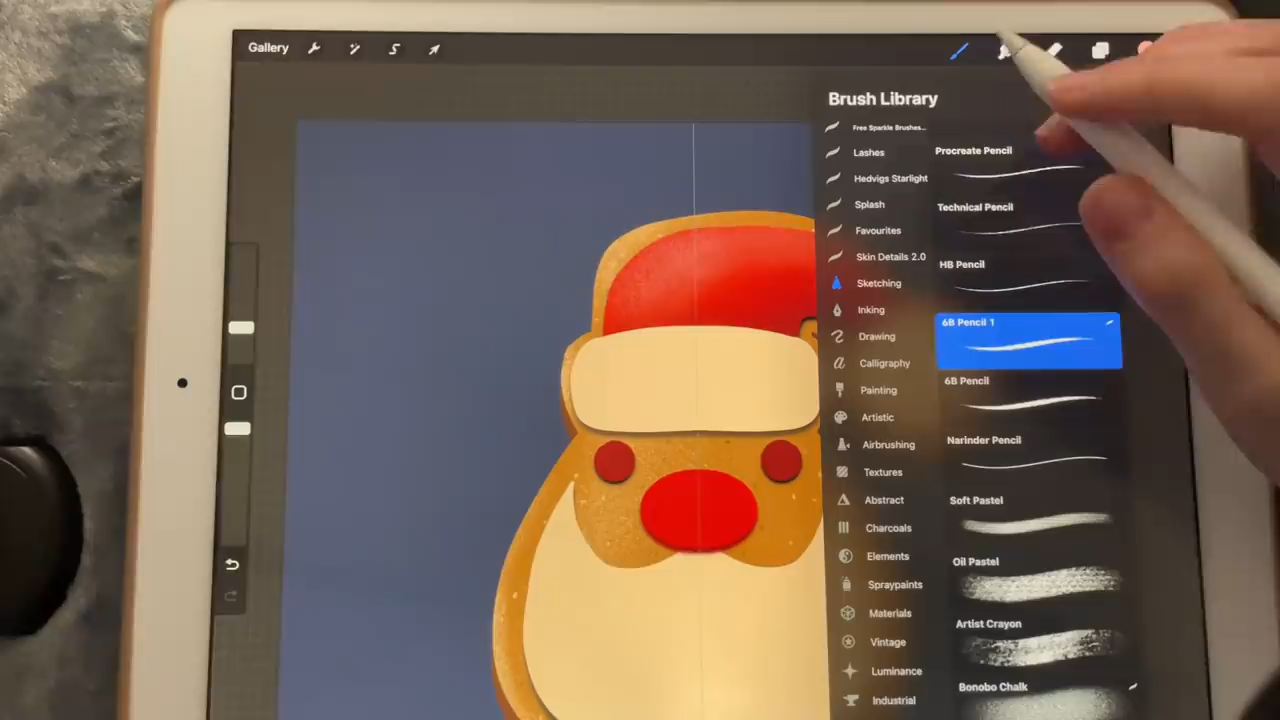 Gallery
Brush Library
Free Sparkle Brushes...
Lashes
Hedvigs Starlight
Splash
Favourites
Skin Details 2.0
Sketching
Inking
Drawing
Calligraphy
Painting
Artistic
Airbrushing
Textures
Abstract
Charcoals
Elements
Spraypaints
Materials
Vintage
Luminance
Industrial
Procreate Pencil
Technical Pencil
HB Pencil
6B Pencil 1
6B Pencil
Narinder Pencil
Soft Pastel
Oil Pastel
Artist Crayon
Bonobo Chalk